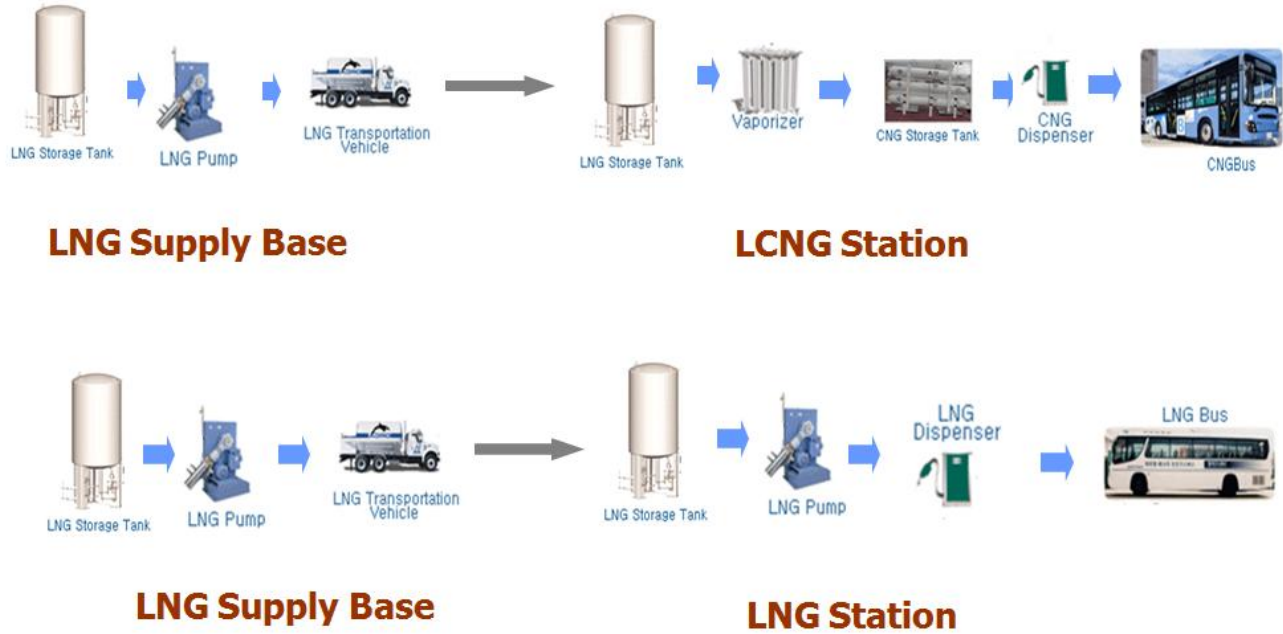 LNG Storage Tank
LNG Pump
LNG Transportation
Vehicle
LNG Storage Tank
Vaporizer
CNG Storage Tank
CNG
Dispenser
CNGBus
LNG Supply Base
LCNG Station
LNG Storage Tank
LNG Pump
LNG Transportation
Vehicle
LNG Storage Tank
LNG Pump
LNG
Dispenser
LNG Bus
LNG Supply Base
LNG Station